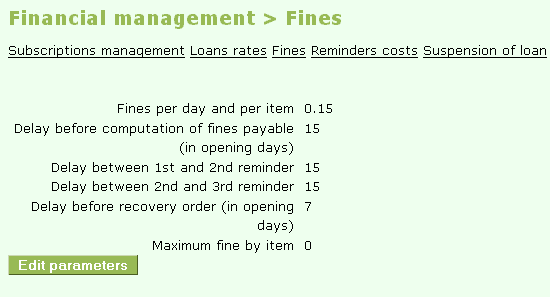 Financial management > Fines
Subscriptions management Loans rates Fines Reminders costs Suspension of loan
Fines per day and per item 0.15
Delay before computation of fines payable 15
(in opening days)
Delay between 1st and 2nd reminder 15
Delay between 2nd and 3rd reminder 15
Delay before recovery order (in opening 7
days)
Maximum fine by item 0
Edit parameters